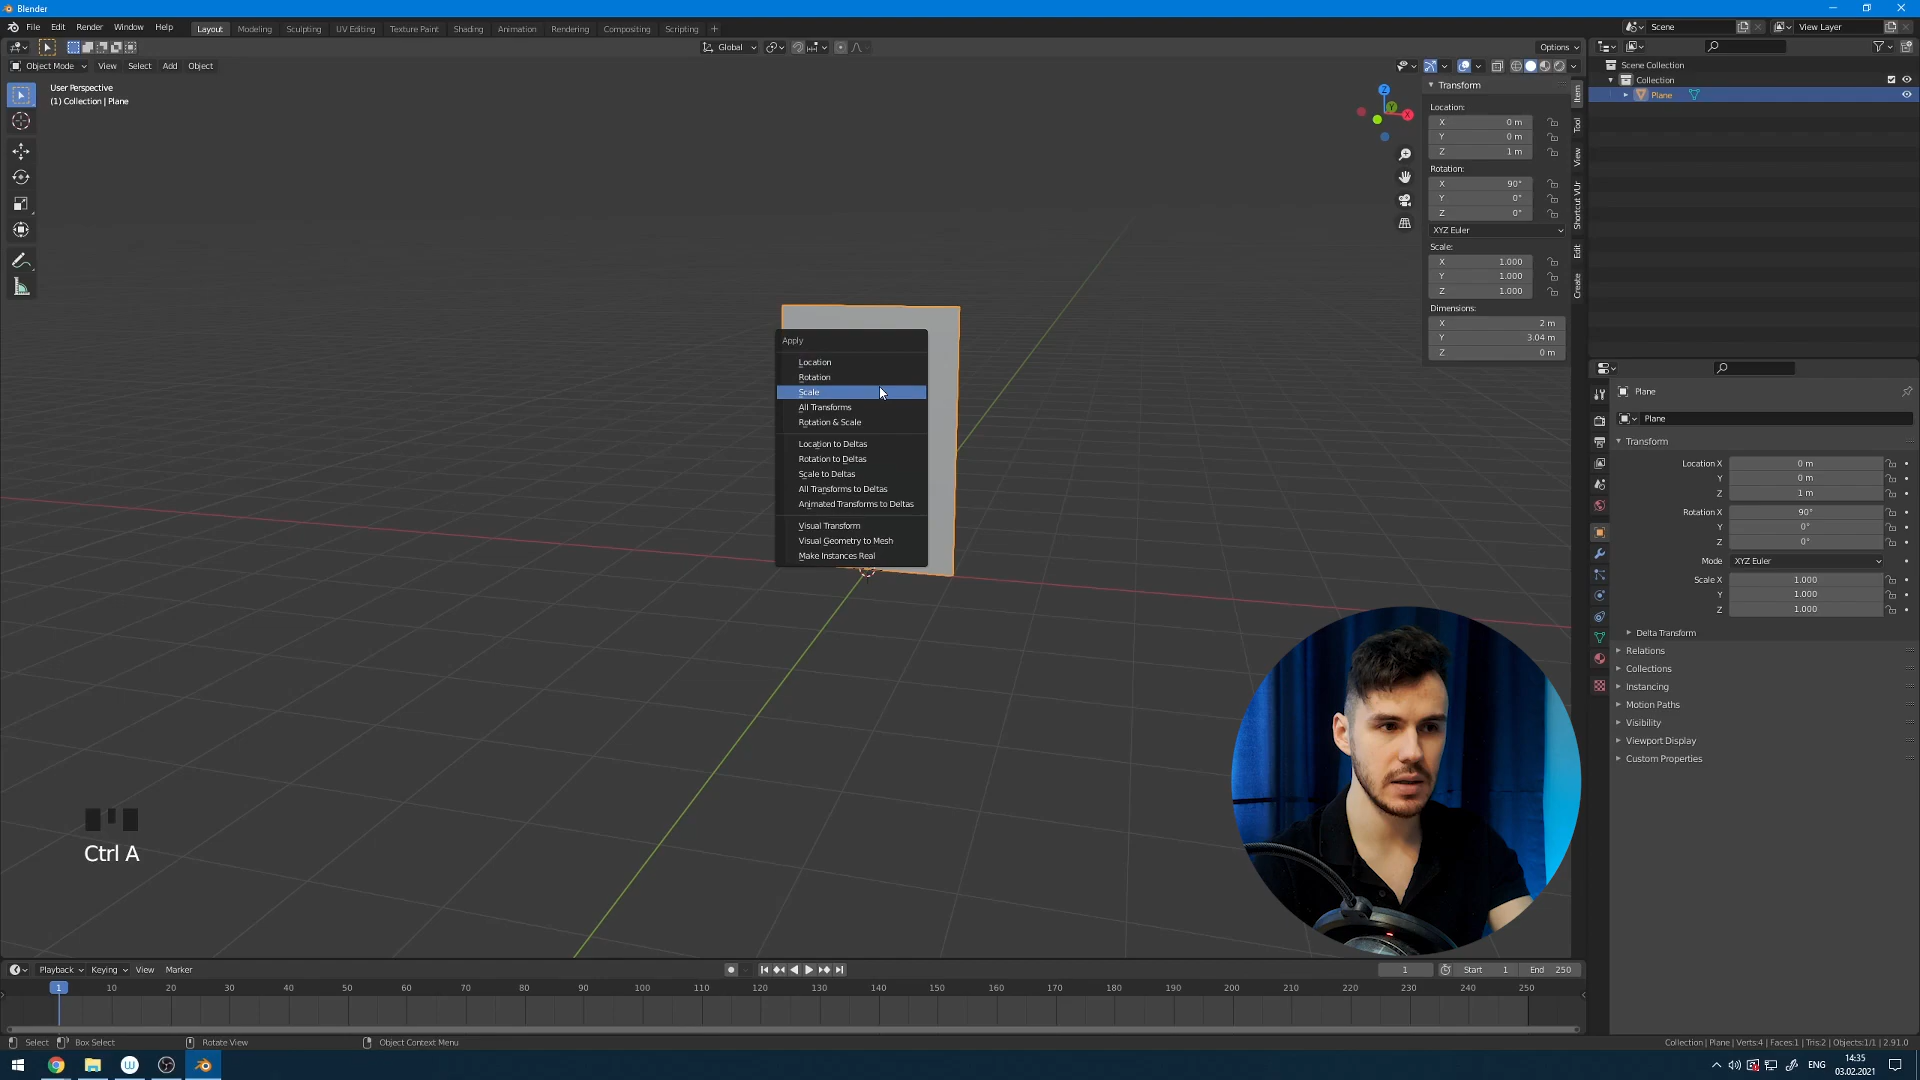 Blender
File Edit Render Window Help
Layout Modeling Sculpting UV Editing Texture Paint Shading Animation Rendering Compositing Scripting +
Scene
View Layer
Global
Options
Object Mode View Select Add Object
User Perspective
(1) Collection | Plane
Z
Y
X
Transform
Location:
X 0 m
Y 0 m
Z 1 m
Rotation:
X 90°
Y 0°
Z 0°
XYZ Euler
Scale:
X 1.000
Y 1.000
Z 1.000
Dimensions:
X 2 m
Y 3.04 m
Z 0 m
Item
Tool
View
Shortcut VUr
Edit
Create
Scene Collection
Collection
Plane
Apply
Location
Rotation
Scale
All Transforms
Rotation & Scale
Location to Deltas
Rotation to Deltas
Scale to Deltas
All Transforms to Deltas
Animated Transforms to Deltas
Visual Transform
Visual Geometry to Mesh
Make Instances Real
Plane
Plane
Transform
Location X 0 m
Y 0 m
Z 1 m
Rotation X 90°
Y 0°
Z 0°
Mode XYZ Euler
Scale X 1.000
Y 1.000
Z 1.000
Delta Transform
Relations
Collections
Instancing
Motion Paths
Visibility
Viewport Display
Custom Properties
Ctrl A
Playback Keying View Marker
1 Start 1 End 250
1 10 20 30 40 50 60 70 80 90 100 110 120 130 140 150 160 170 180 190 200 210 220 230 240 250
Select Box Select Rotate View Object Context Menu
Collection | Plane | Verts:4 | Faces:1 | Tris:2 | Objects:1/1 | 2.91.0
ENG
14:35
03.02.2021